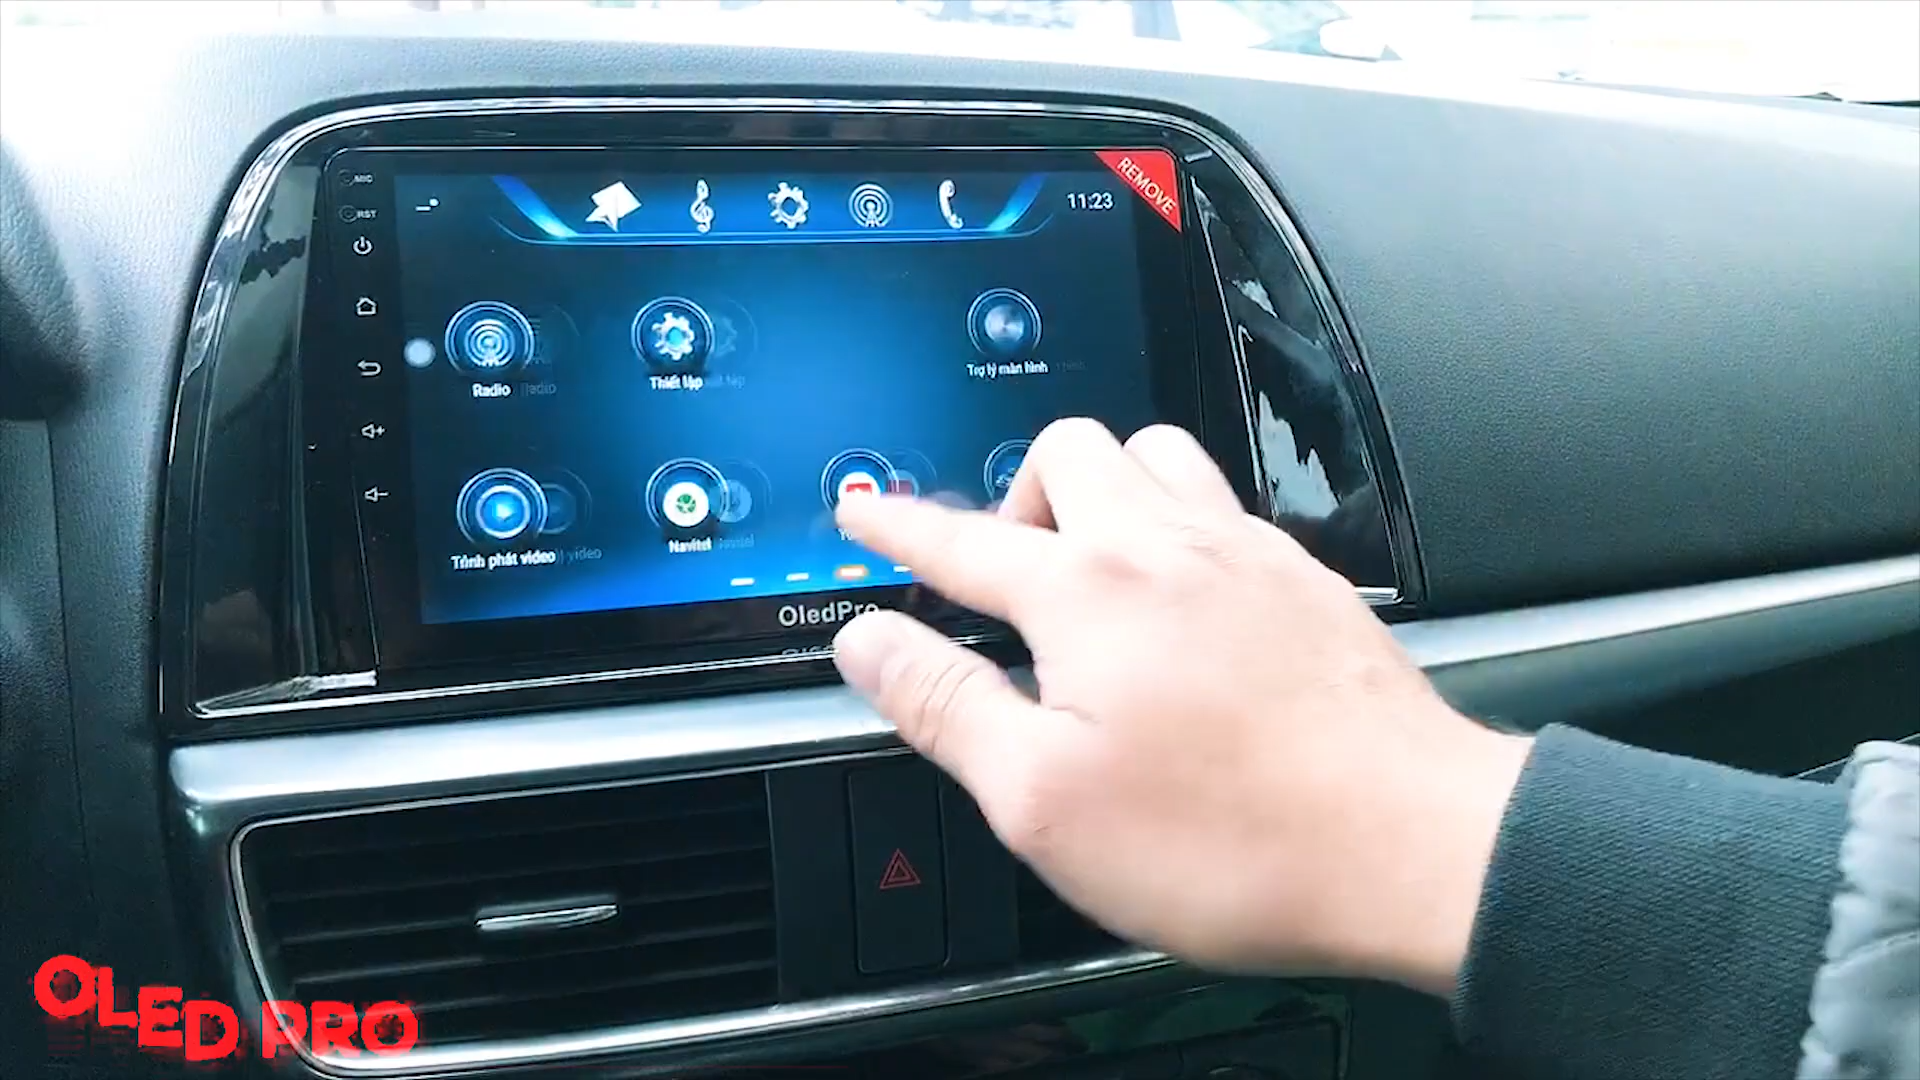 MIC
RST
11:23
REMOVE
Radio
Thiết lập
Trợ lý màn hình
Trình phát video
Navitel
OledPro
OLED PRO